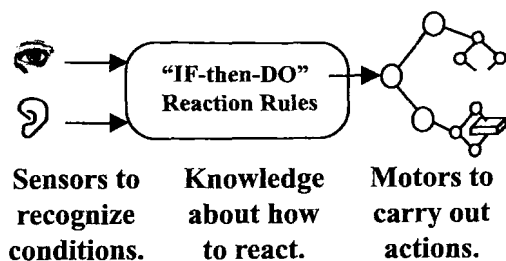 “IF-then-DO”
Reaction Rules
Sensors to
recognize
conditions.
Knowledge
about how
to react.
Motors to
carry out
actions.